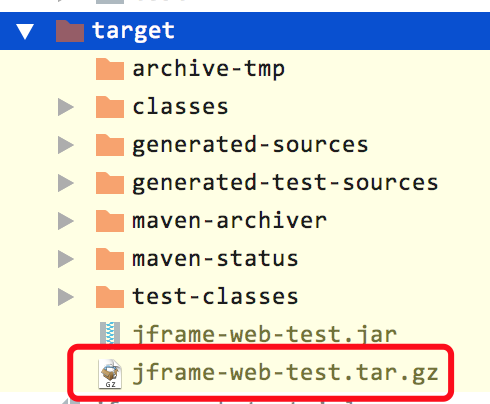 target
archive-tmp
classes
generated-sources
generated-test-sources
maven-archiver
maven-status
test-classes
jframe-web-test.jar
GZ
jframe-web-test.tar.gz